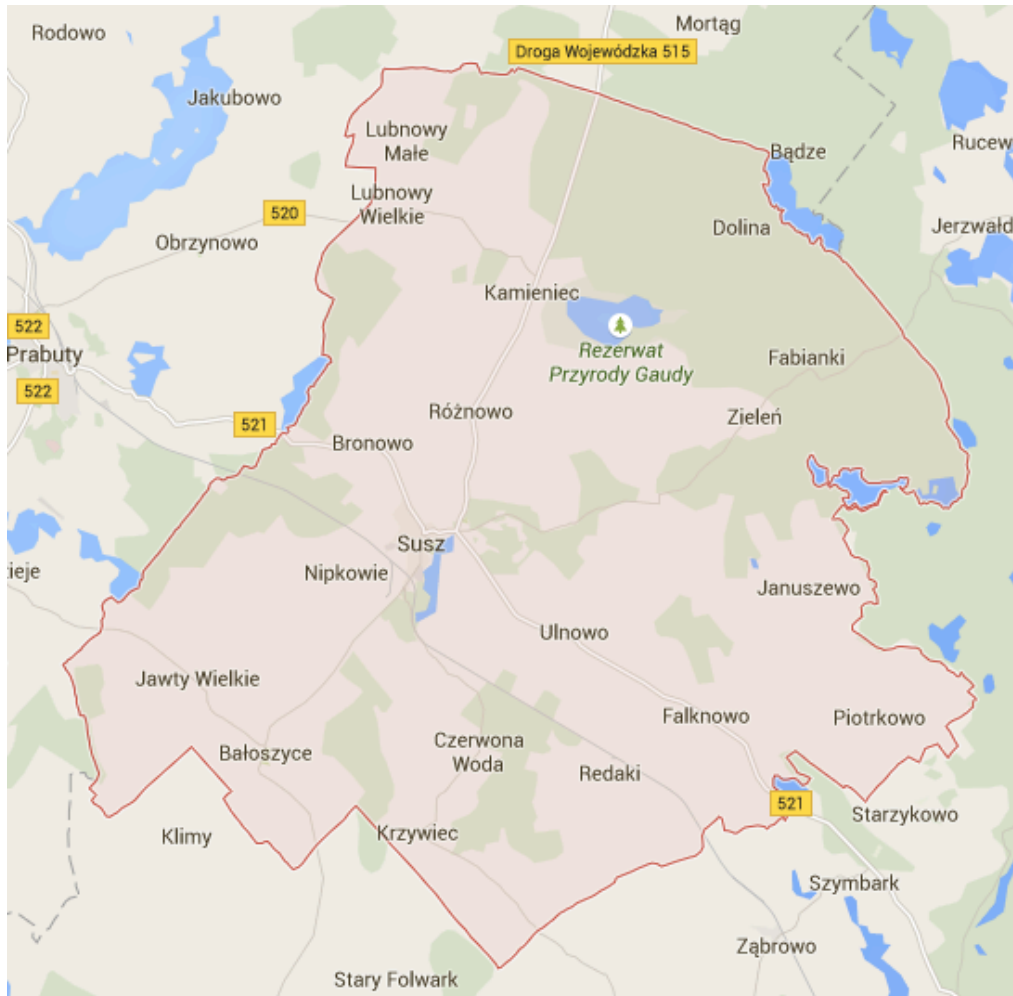 Mortąg
Rodowo
Droga Wojewódzka 515
Jakubowo
Lubnowy
Małe
Bądze
Rucew
Lubnowy
Wielkie
520
Dolina
Jerzwałd
Obrzynowo
Kamieniec
522
Prabuty
Rezerwat
Przyrody Gaudy
Fabianki
522
Różnowo
Zieleń
521
Bronowo
Susz
Nipkowie
zieje
Januszewo
Ulnowo
Jawty Wielkie
Falknowo
Piotrkowo
Bałoszyce
Czerwona
Woda
Redaki
521
Starzykowo
Klimy
Krzywiec
Szymbark
Ząbrowo
Stary Folwark